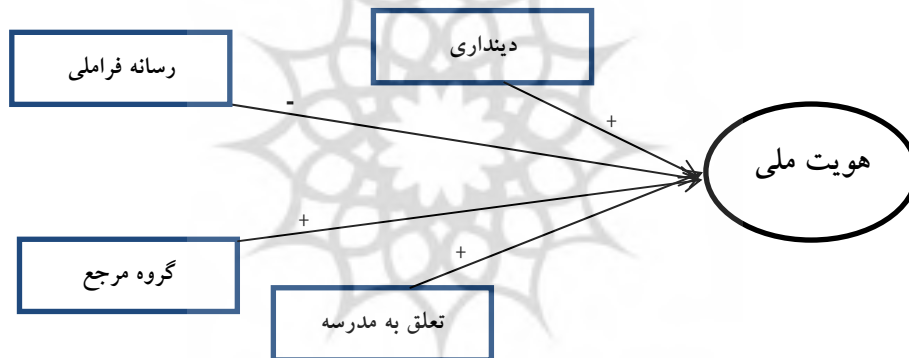 دینداری
رسانه فراملی
-
+
هویت ملی
+
گروه مرجع
+
تعلق به مدرسه